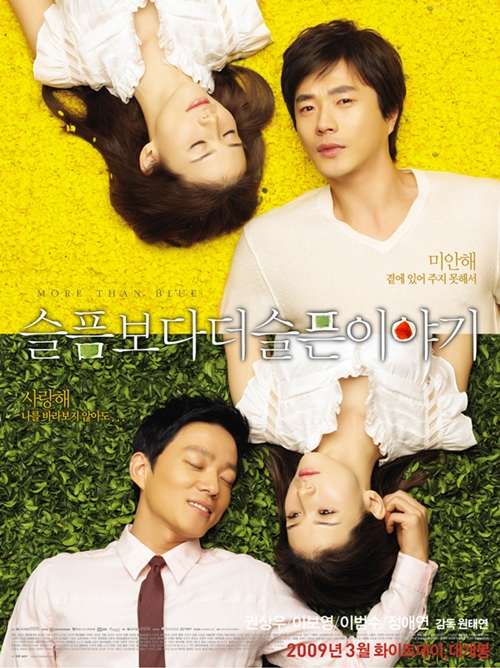 미안해
곁에 있어 주지 못해서
MORE THAN BLUE
슬픔보다더슬픈이야기
사랑해
나를 바라보지 않아도...
권상우/이보영/이범수/정애연 감독 원태연
2009년 3월 화이트데이, 대개봉